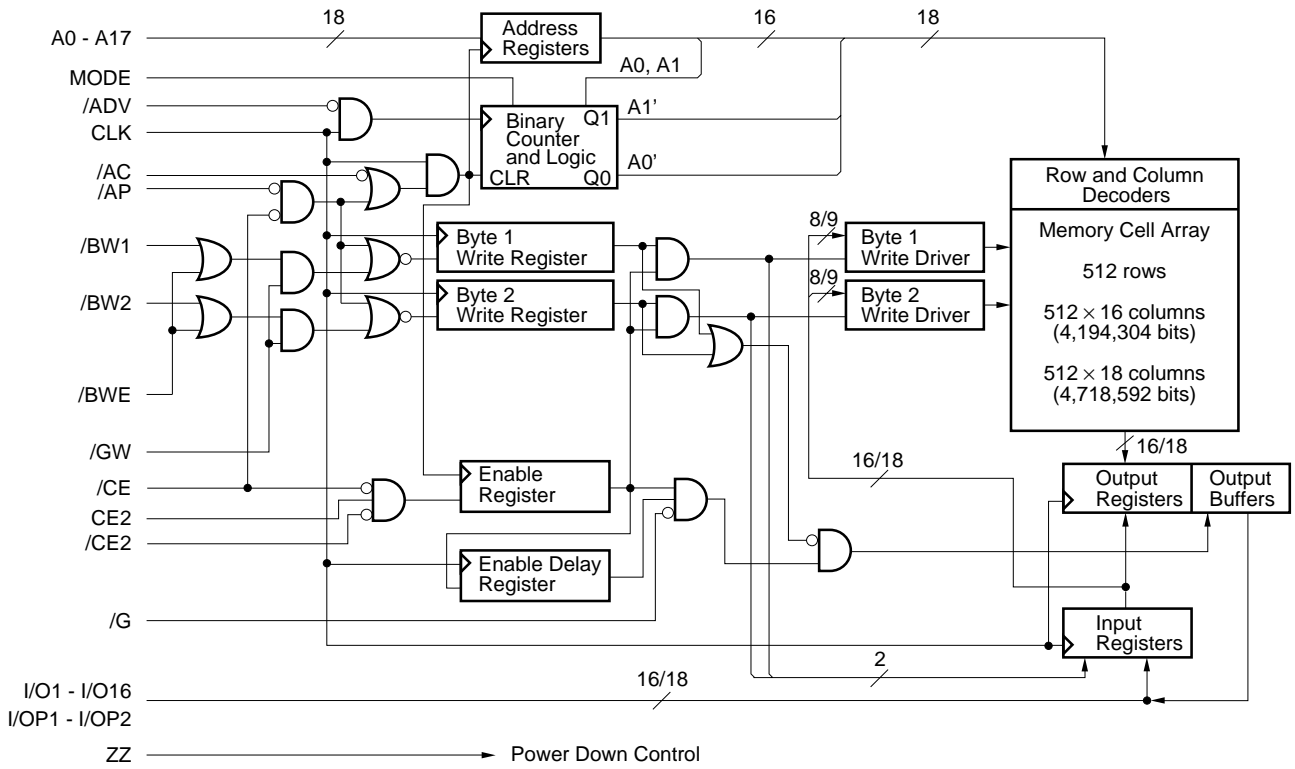 18
16
18
A0 - A17
Address
Registers
MODE
A0, A1
/ADV
CLK
Binary
Counter
and Logic
CLR
Q1
Q0
A1’
A0’
/AC
/AP
Row and Column
Decoders
/BW1
Byte 1
Write Register
8/9
Byte 1
Write Driver
Memory Cell Array
512 rows
512 × 16 columns
(4,194,304 bits)
512 × 18 columns
(4,718,592 bits)
/BW2
Byte 2
Write Register
8/9
Byte 2
Write Driver
/BWE
/GW
16/18
16/18
/CE
CE2
/CE2
Enable
Register
Output
Registers
Output
Buffers
Enable Delay
Register
/G
Input
Registers
2
I/O1 - I/O16
I/OP1 - I/OP2
16/18
ZZ
Power Down Control